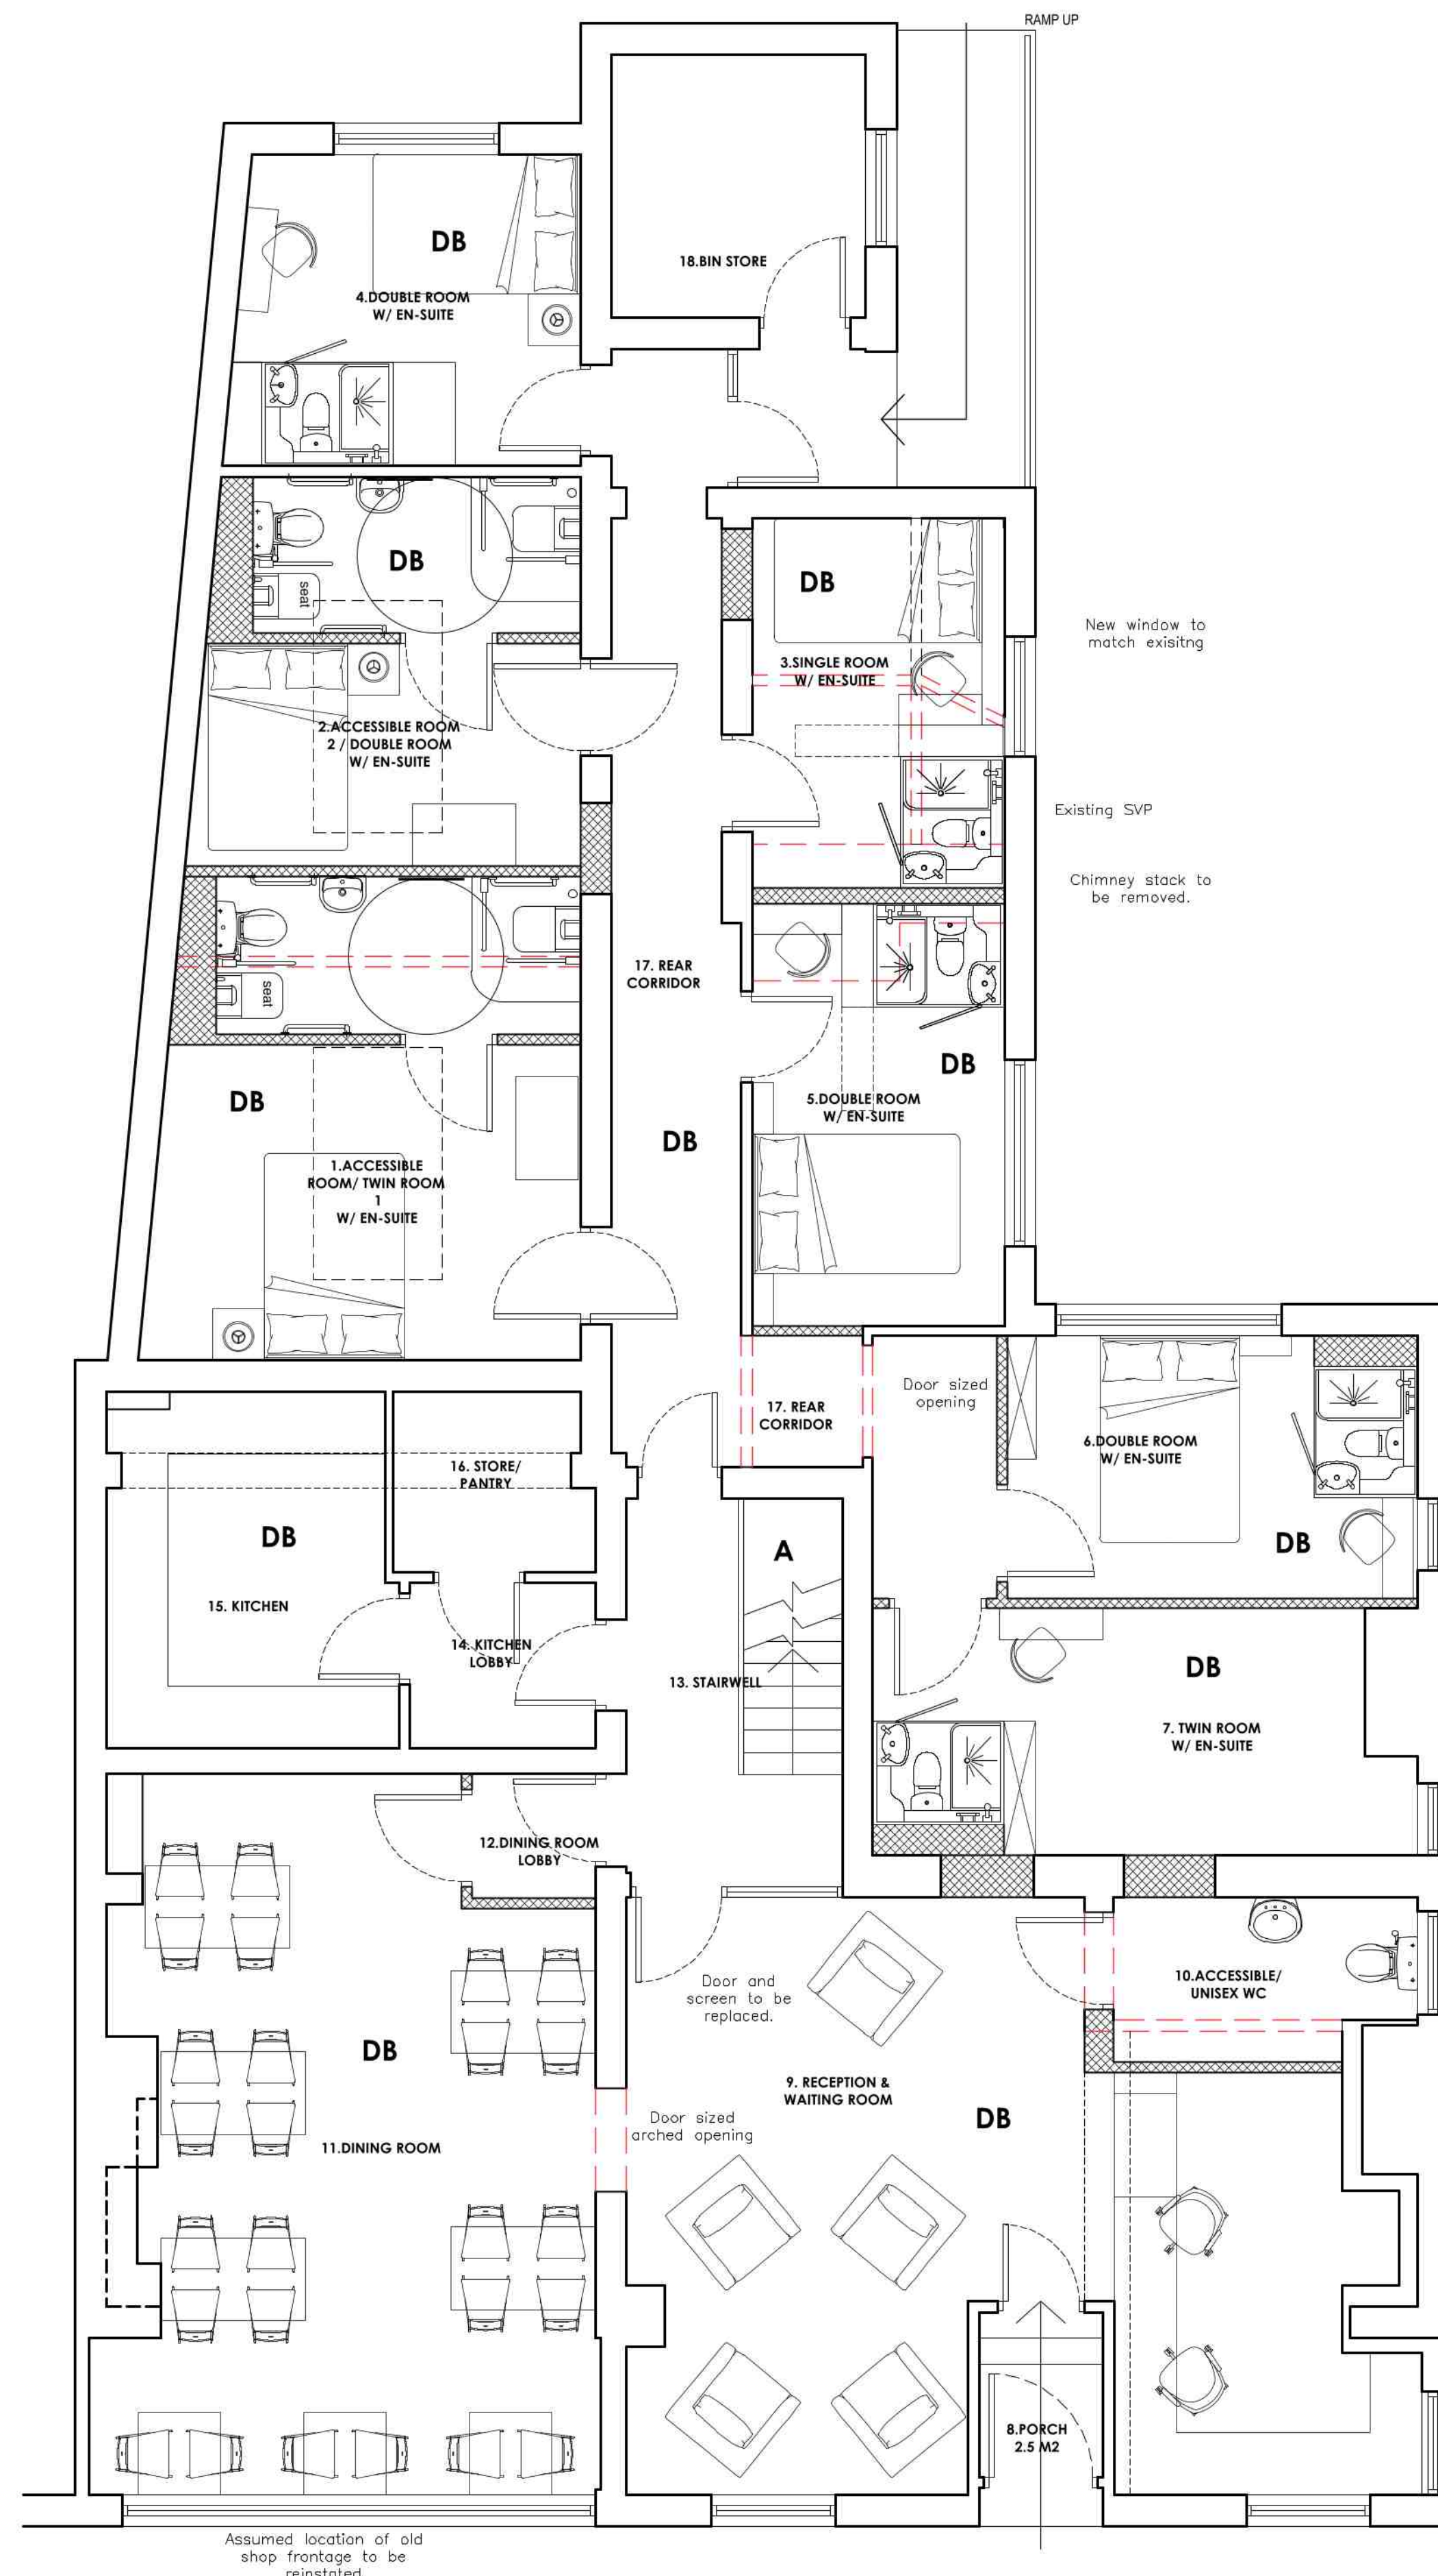 RAMP UP
DB
4.DOUBLE ROOM
W/ EN-SUITE
18.BIN STORE
DB
seat
DB
3.SINGLE ROOM
W/ EN-SUITE
New window to
match exisitng
2.ACCESSIBLE ROOM
2 / DOUBLE ROOM
W/ EN-SUITE
Existing SVP
Chimney stack to
be removed.
seat
17. REAR
CORRIDOR
DB
DB
5.DOUBLE ROOM
W/ EN-SUITE
DB
1.ACCESSIBLE
ROOM/ TWIN ROOM
1
W/ EN-SUITE
Door sized
opening
17. REAR
CORRIDOR
6.DOUBLE ROOM
W/ EN-SUITE
DB
16. STORE/
PANTRY
DB
A
15. KITCHEN
14. KITCHEN
LOBBY
13. STAIRWELL
DB
7. TWIN ROOM
W/ EN-SUITE
12.DINING ROOM
LOBBY
Door and
screen to be
replaced.
10.ACCESSIBLE/
UNISEX WC
DB
9. RECEPTION &
WAITING ROOM
DB
Door sized
arched opening
11.DINING ROOM
8.PORCH
2.5 M2
Assumed location of old
shop frontage to be
reinstated